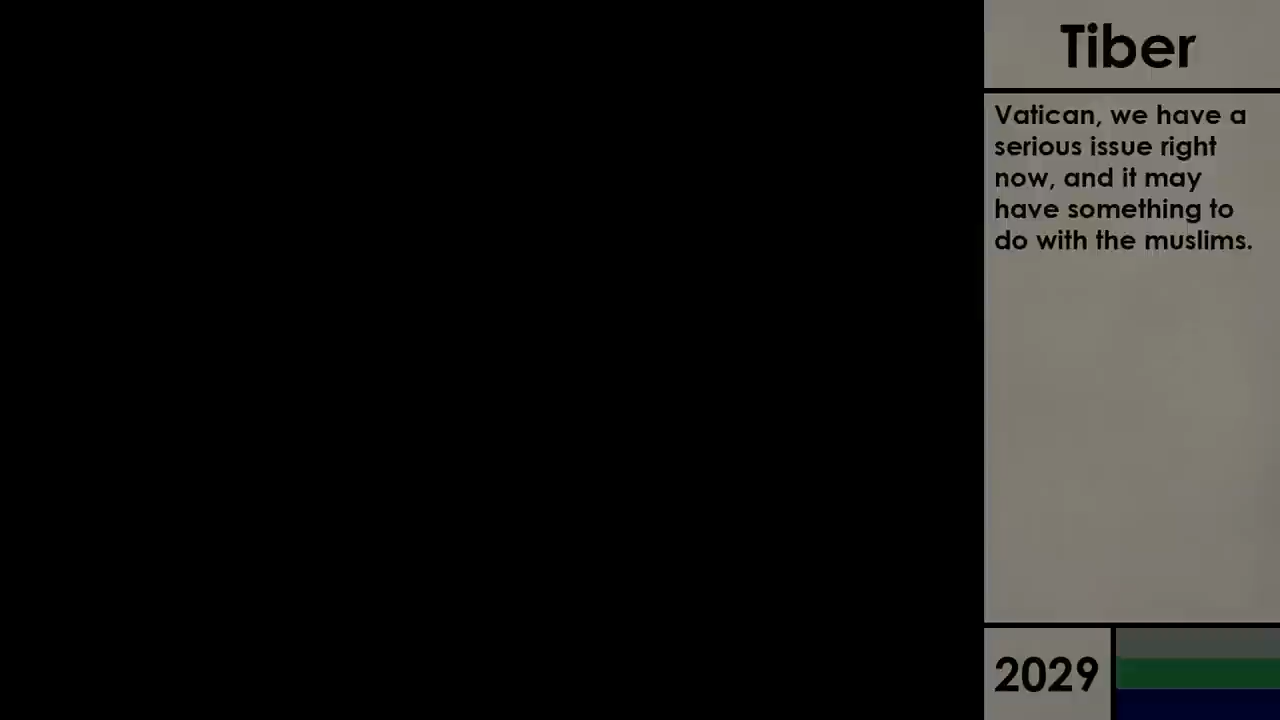 Tiber
Vatican, we have a
serious issue right
now, and it may
have something to
do with the muslims.
2029